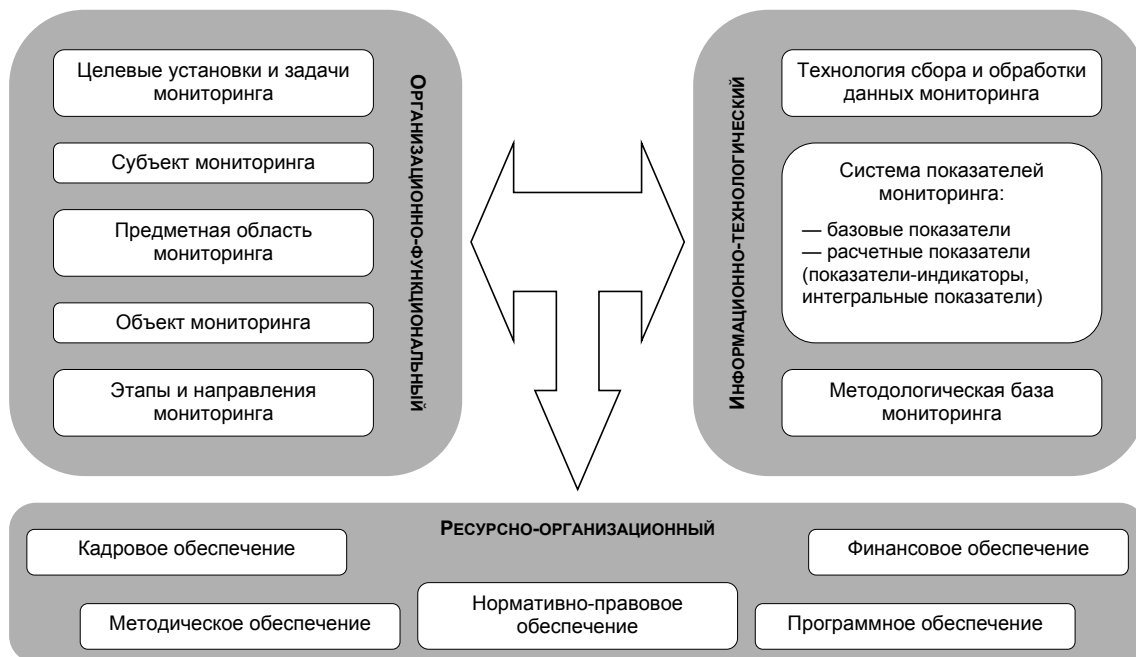 Целевые установки и задачи
мониторинга
Субъект мониторинга
Предметная область
мониторинга
Объект мониторинга
Этапы и направления
мониторинга
ОРГАНИЗАЦИОННО-ФУНКЦИОНАЛЬНЫЙ
ИНФОРМАЦИОННО-ТЕХНОЛОГИЧЕСКИЙ
Технология сбора и обработки
данных мониторинга
Система показателей
мониторинга:
— базовые показатели
— расчетные показатели
(показатели-индикаторы,
интегральные показатели)
Методологическая база
мониторинга
РЕСУРСНО-ОРГАНИЗАЦИОННЫЙ
Кадровое обеспечение
Финансовое обеспечение
Методическое обеспечение
Нормативно-правовое
обеспечение
Программное обеспечение